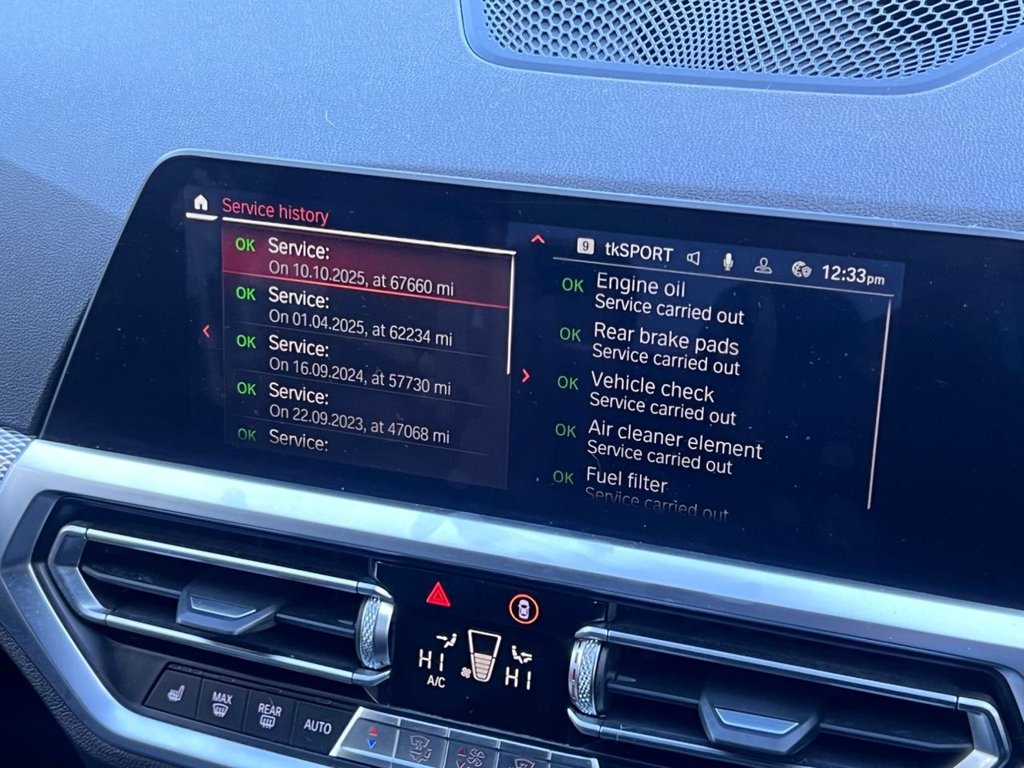 Service history
OK Service:
On 10.10.2025, at 67660 mi
OK Service:
On 01.04.2025, at 62234 mi
OK Service:
On 16.09.2024, at 57730 mi
OK Service:
On 22.09.2023, at 47068 mi
OK Service:
9 tkSPORT 12:33pm
OK Engine oil
Service carried out
OK Rear brake pads
Service carried out
OK Vehicle check
Service carried out
OK Air cleaner element
Service carried out
OK Fuel filter
Service carried out
HI HI
A/C
MAX
REAR
AUTO